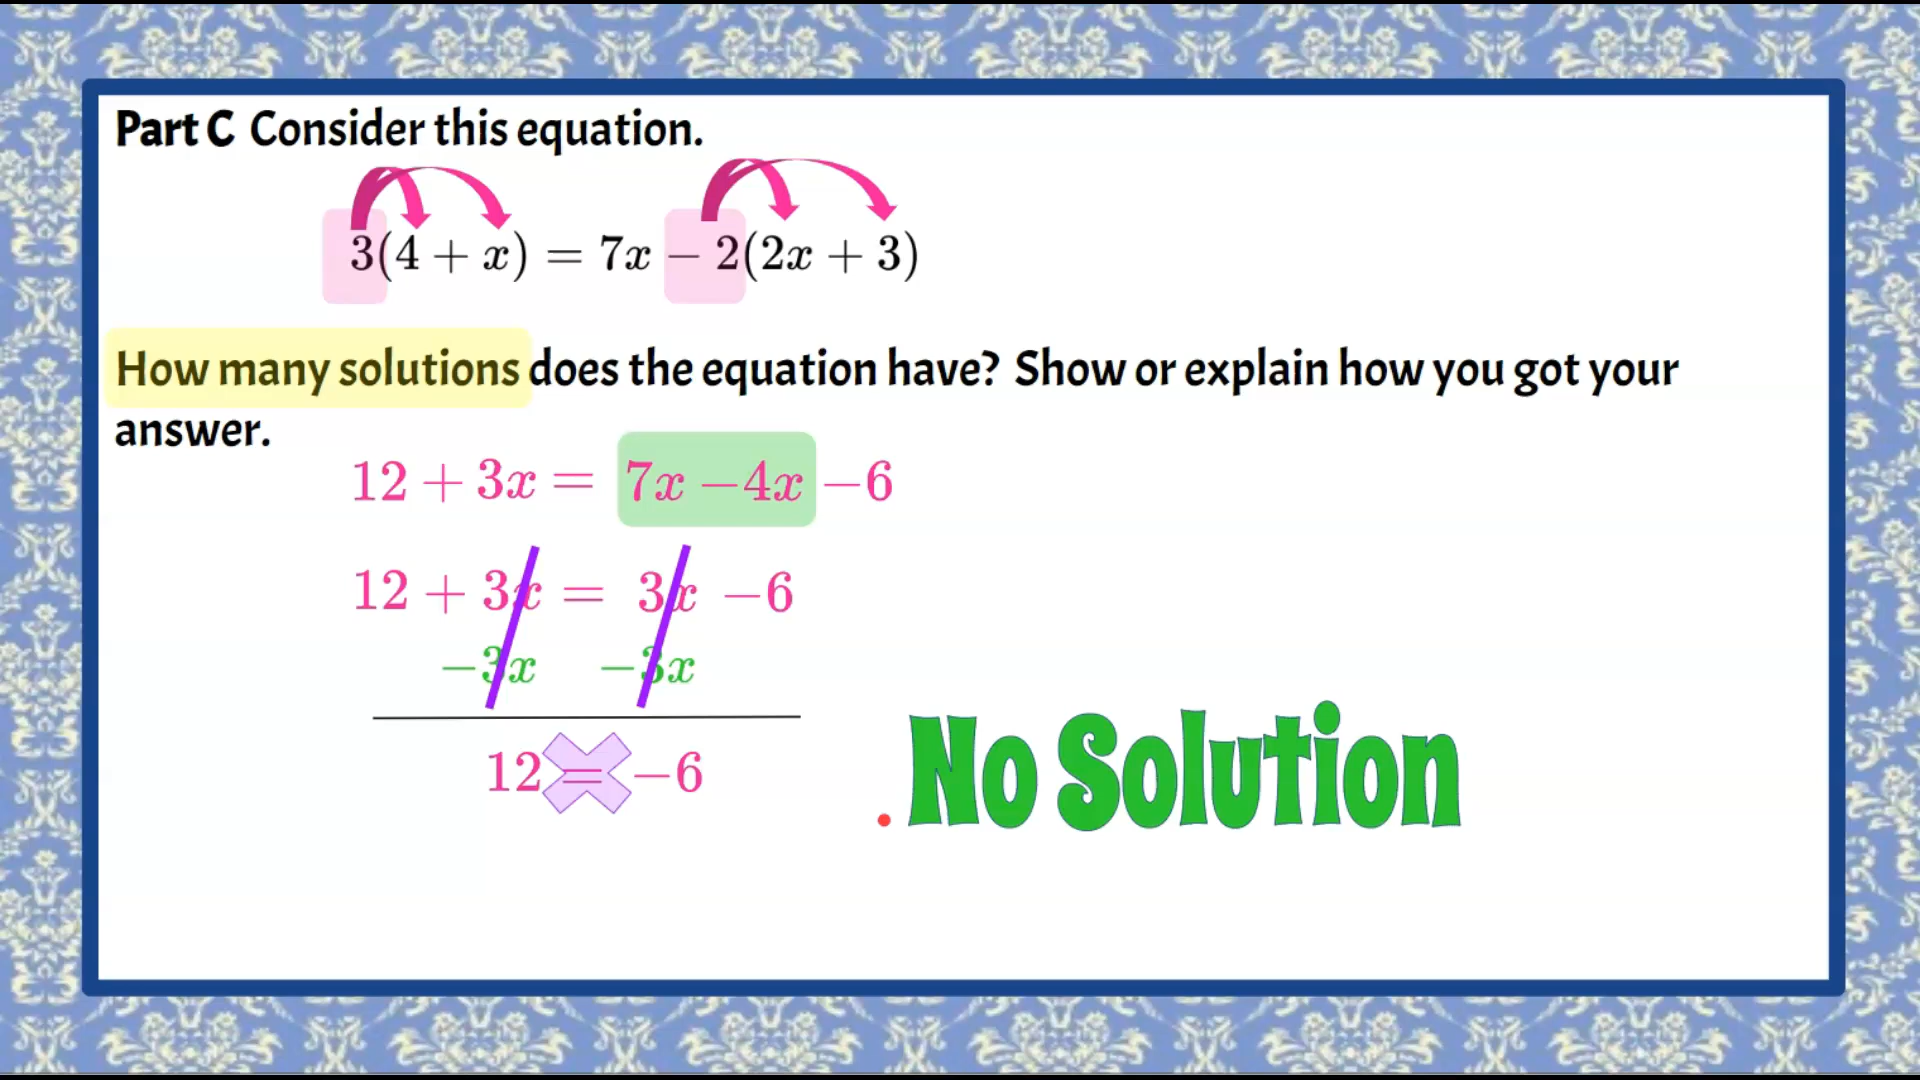 Part C Consider this equation.
3(4 + x) = 7x − 2(2x + 3)
How many solutions does the equation have? Show or explain how you got your
answer.
12 + 3x = 7x −4x −6
12 + 3x = 3x −6
−3x −3x
12 = −6
No Solution